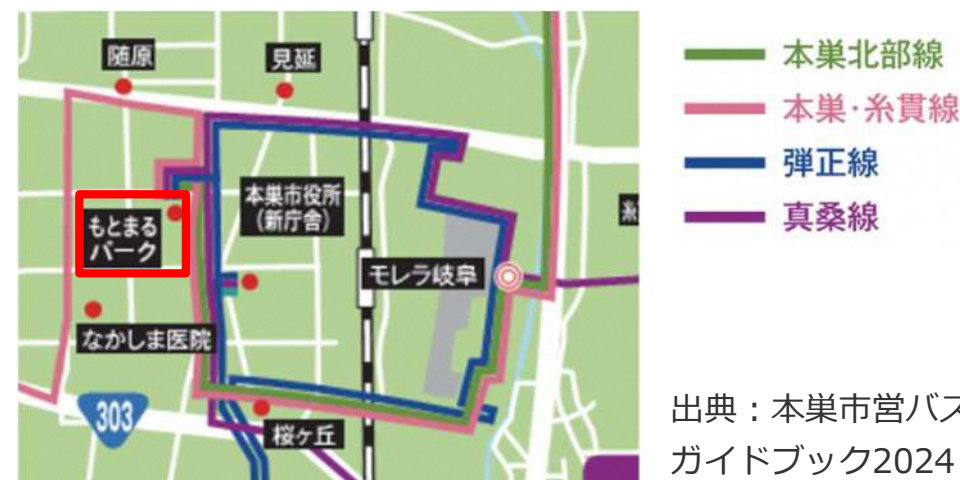 随原
見延
本巣市役所
(新庁舎)
もとまる
パーク
モレラ岐阜
なかしま医院
303
桜ヶ丘
本巣北部線
本巣・糸貫線
弾正線
真桑線
出典:本巣市営バス
ガイドブック2024